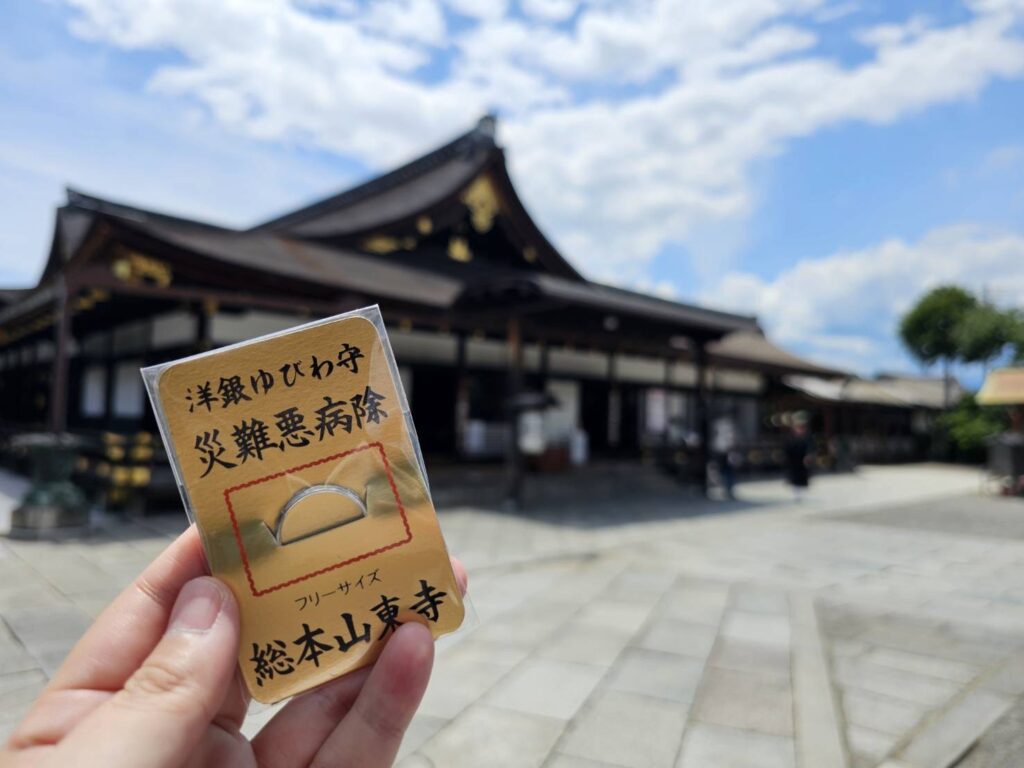 洋銀ゆびわ守
災難悪病除
フリーサイズ
総本山東寺